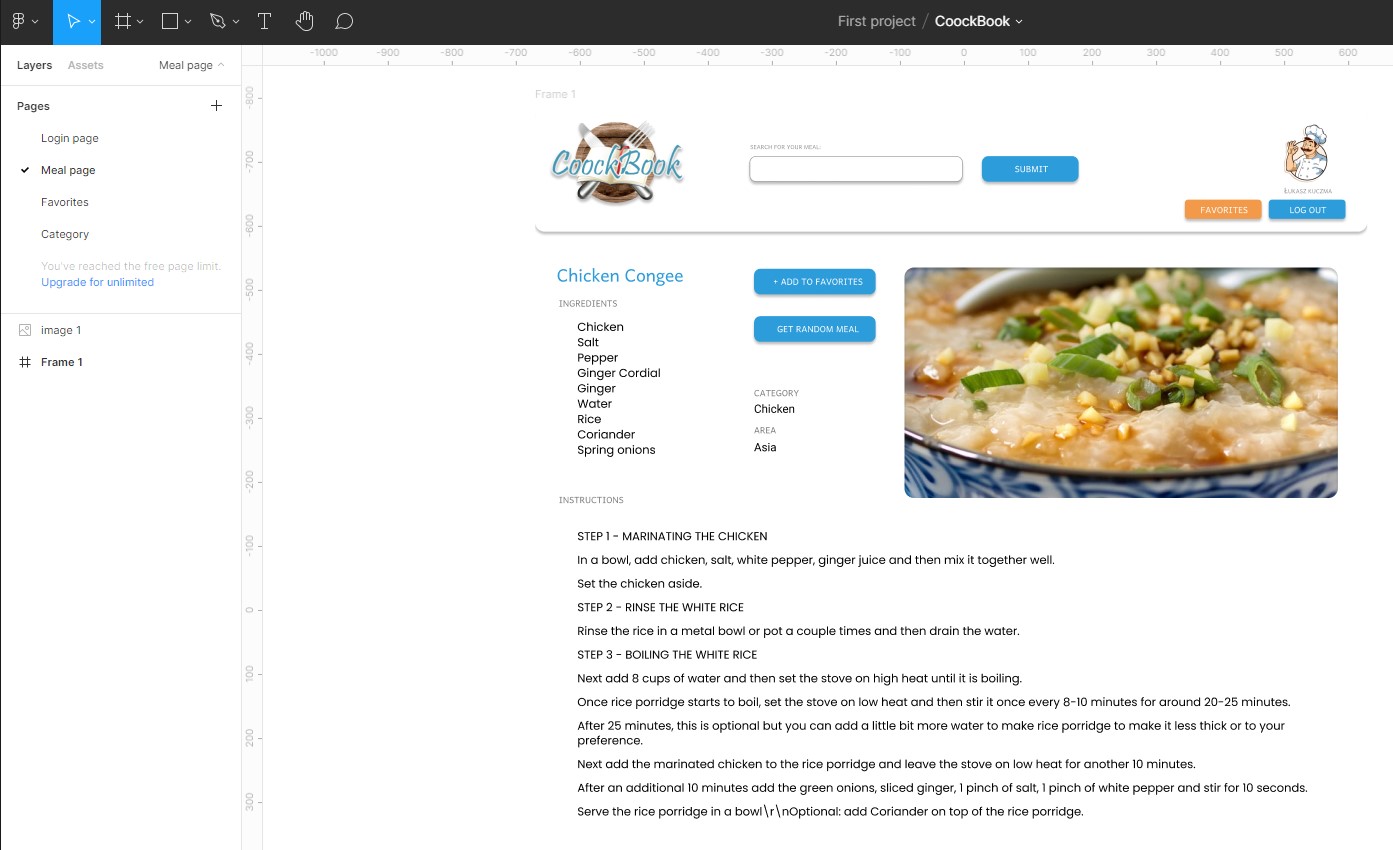 First project / CoockBook
Layers Assets Meal page
-1000 -900 -800 -700 -600 -500 -400 -300 -200 -100 0 100 200 300 400 500 600
Pages
Login page
Meal page
Favorites
Category
You've reached the free page limit.
Upgrade for unlimited
image 1
Frame 1
-800
-700
-600
-500
-400
-300
-200
-100
0
100
200
300
Frame 1
CoockBook
SEARCH FOR YOUR MEAL:
SUBMIT
ŁUKASZ KUCZMA
FAVORITES
LOG OUT
Chicken Congee
+ ADD TO FAVORITES
INGREDIENTS
Chicken
Salt
Pepper
Ginger Cordial
Ginger
Water
Rice
Coriander
Spring onions
GET RANDOM MEAL
CATEGORY
Chicken
AREA
Asia
INSTRUCTIONS
STEP 1 - MARINATING THE CHICKEN
In a bowl, add chicken, salt, white pepper, ginger juice and then mix it together well.
Set the chicken aside.
STEP 2 - RINSE THE WHITE RICE
Rinse the rice in a metal bowl or pot a couple times and then drain the water.
STEP 3 - BOILING THE WHITE RICE
Next add 8 cups of water and then set the stove on high heat until it is boiling.
Once rice porridge starts to boil, set the stove on low heat and then stir it once every 8-10 minutes for around 20-25 minutes.
After 25 minutes, this is optional but you can add a little bit more water to make rice porridge to make it less thick or to your
preference.
Next add the marinated chicken to the rice porridge and leave the stove on low heat for another 10 minutes.
After an additional 10 minutes add the green onions, sliced ginger, 1 pinch of salt, 1 pinch of white pepper and stir for 10 seconds.
Serve the rice porridge in a bowl\r\nOptional: add Coriander on top of the rice porridge.